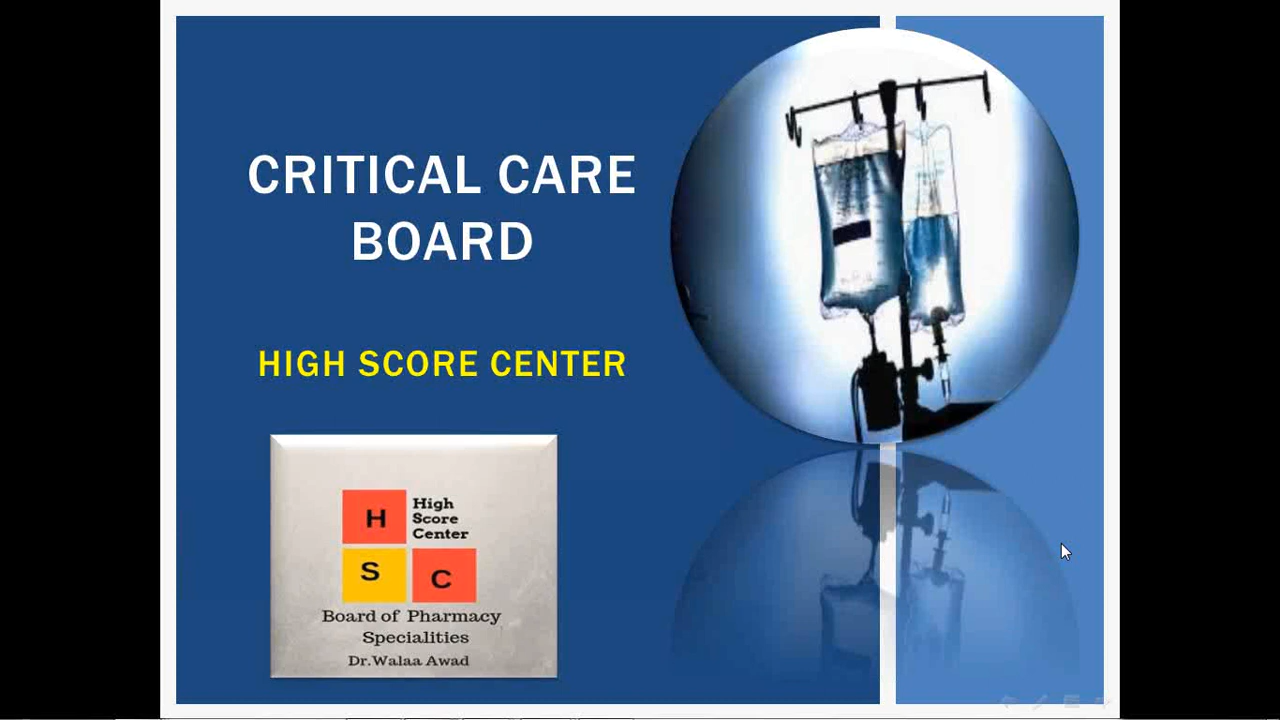 CRITICAL CARE
BOARD
HIGH SCORE CENTER
H
High
Score
Center
S
C
Board of Pharmacy
Specialities
Dr.Walaa Awad